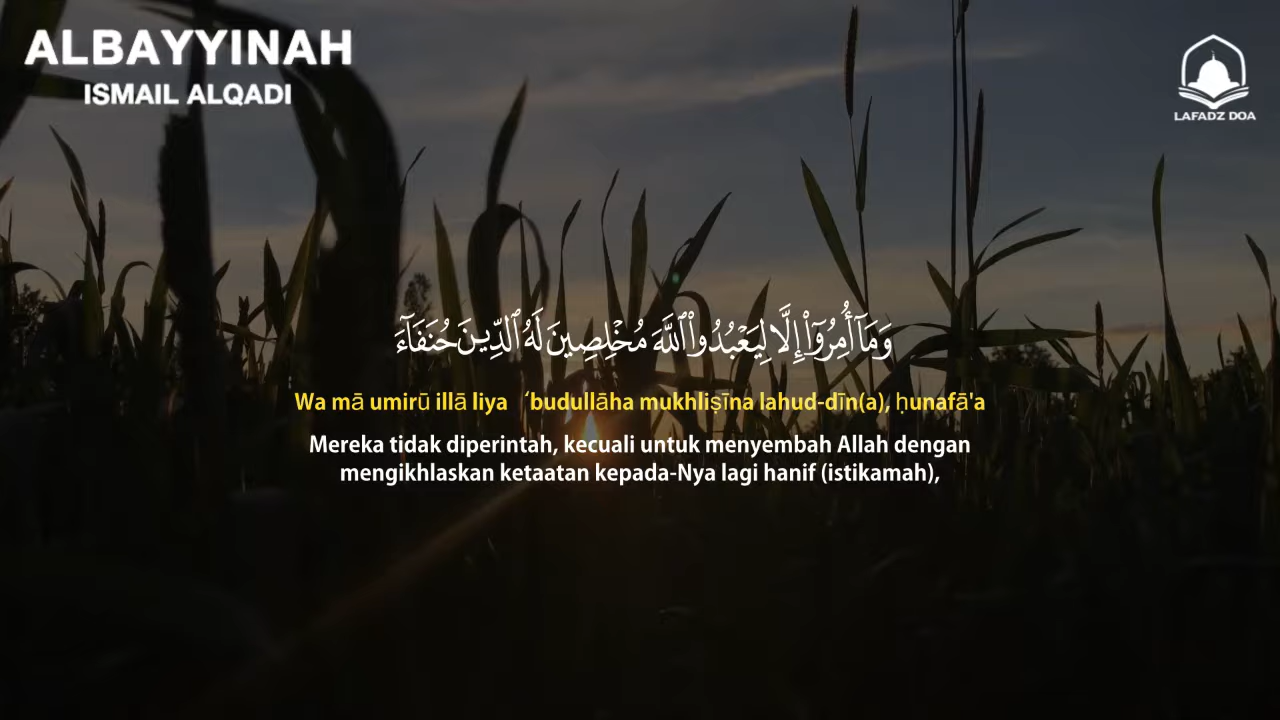 ALBAYYINAH
ISMAIL ALQADI
LAFADZ DOA
وَمَآ أُمِرُوٓا۟ إِلَّا لِيَعْبُدُوا۟ ٱللَّهَ مُخْلِصِينَ لَهُ ٱلدِّينَ حُنَفَآءَ
Wa mā umirū illā liya ‘budullāha mukhliṣīna lahud-dīn(a), ḥunafā'a
Mereka tidak diperintah, kecuali untuk menyembah Allah dengan
mengikhlaskan ketaatan kepada-Nya lagi hanif (istikamah),